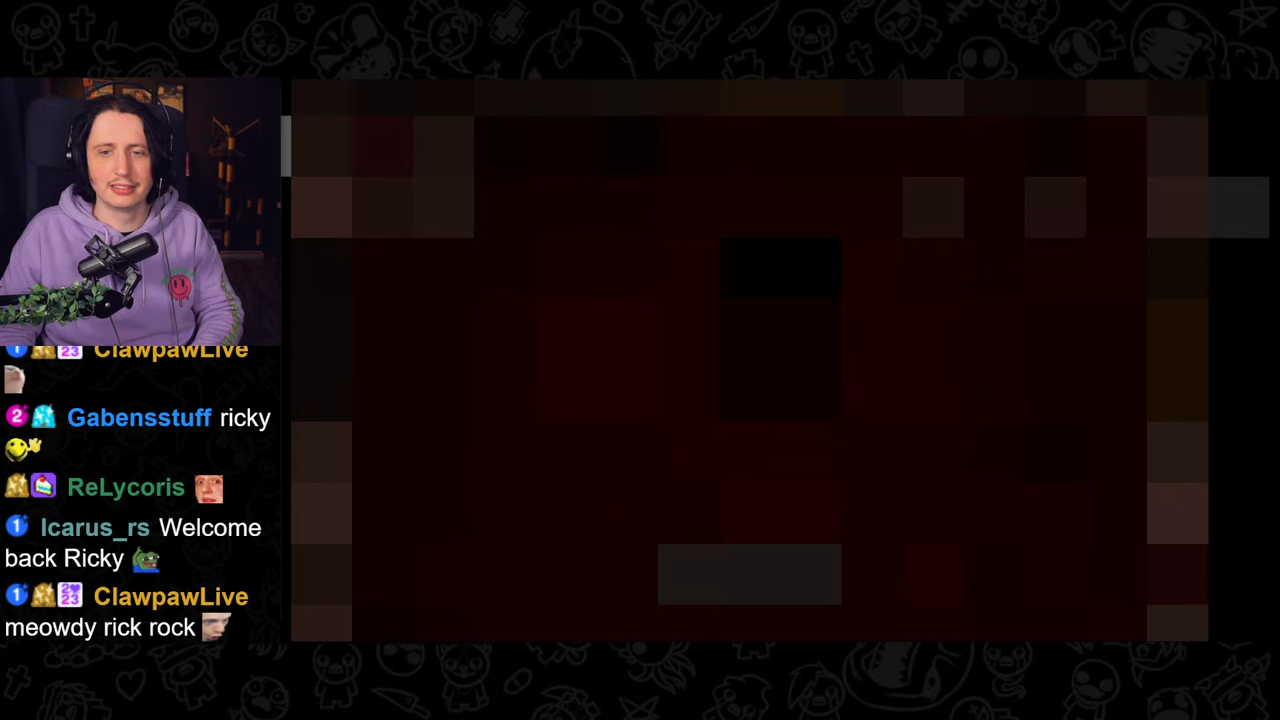 ClawpawLive
Gabensstuff ricky
ReLycoris
Icarus_rs Welcome
back Ricky
ClawpawLive
meowdy rick rock